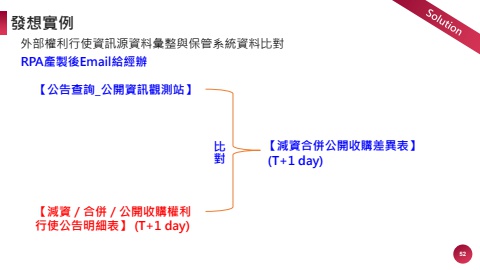 Solution
發想實例
外部權利行使資訊源資料彙整與保管系統資料比對
RPA產製後Email給經辦
【公告查詢_公開資訊觀測站】
比
對
【減資合併公開收購差異表】
(T+1 day)
【減資／合併／公開收購權利
行使公告明細表】 (T+1 day)
52